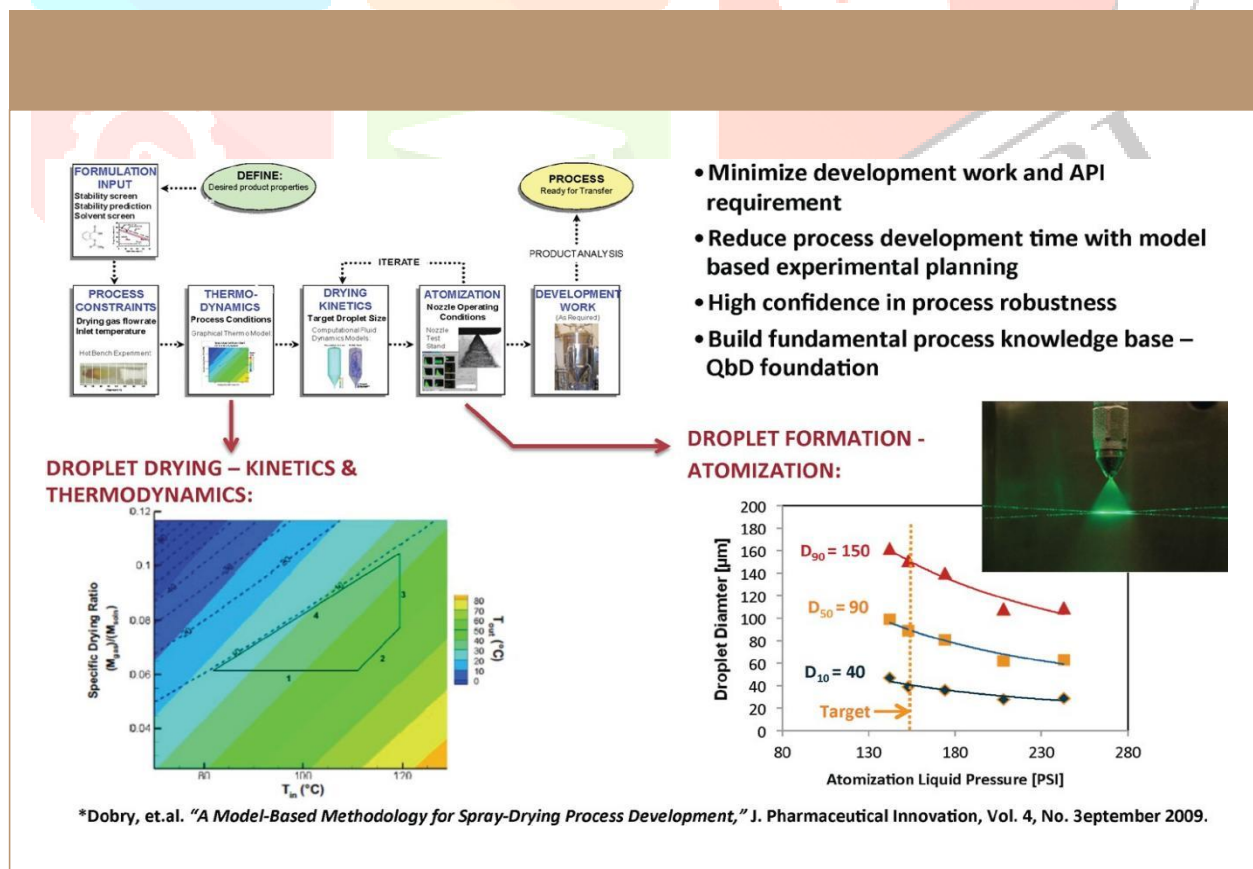 FORMULATION
INPUT
Stability screen
Stability prediction
Solvent screen
DEFINE:
Desired product properties
PROCESS
Ready for Transfer
PRODUCT ANALYSIS
ITERATE
PROCESS
CONSTRAINTS
Drying gas flowrate
Inlet temperature
Hot Bench Experiment
THERMO-
DYNAMICS
Process Conditions
Graphical Thermo Model
DRYING
KINETICS
Target Droplet Size
Computational Fluid
Dynamics Models
ATOMIZATION
Nozzle Operating
Conditions
Nozzle
Test
Stand
DEVELOPMENT
WORK
(As Required)
• Minimize development work and API
requirement
• Reduce process development time with model
based experimental planning
• High confidence in process robustness
• Build fundamental process knowledge base –
QbD foundation
DROPLET DRYING – KINETICS &
THERMODYNAMICS:
0.12
0.1
0.08
0.06
0.04
Specific Drying Ratio
(M gas)/(M soln)
1
2
3
4
80
100
120
T in (°C)
80
70
60
50
40
30
20
10
0
T out (°C)
DROPLET FORMATION -
ATOMIZATION:
200
180
160
140
120
100
80
60
40
20
0
Droplet Diamter [µm]
D90 = 150
D50 = 90
D10 = 40
Target
80
130
180
230
280
Atomization Liquid Pressure [PSI]
*Dobry, et.al. “A Model-Based Methodology for Spray-Drying Process Development,” J. Pharmaceutical Innovation, Vol. 4, No. 3eptember 2009.